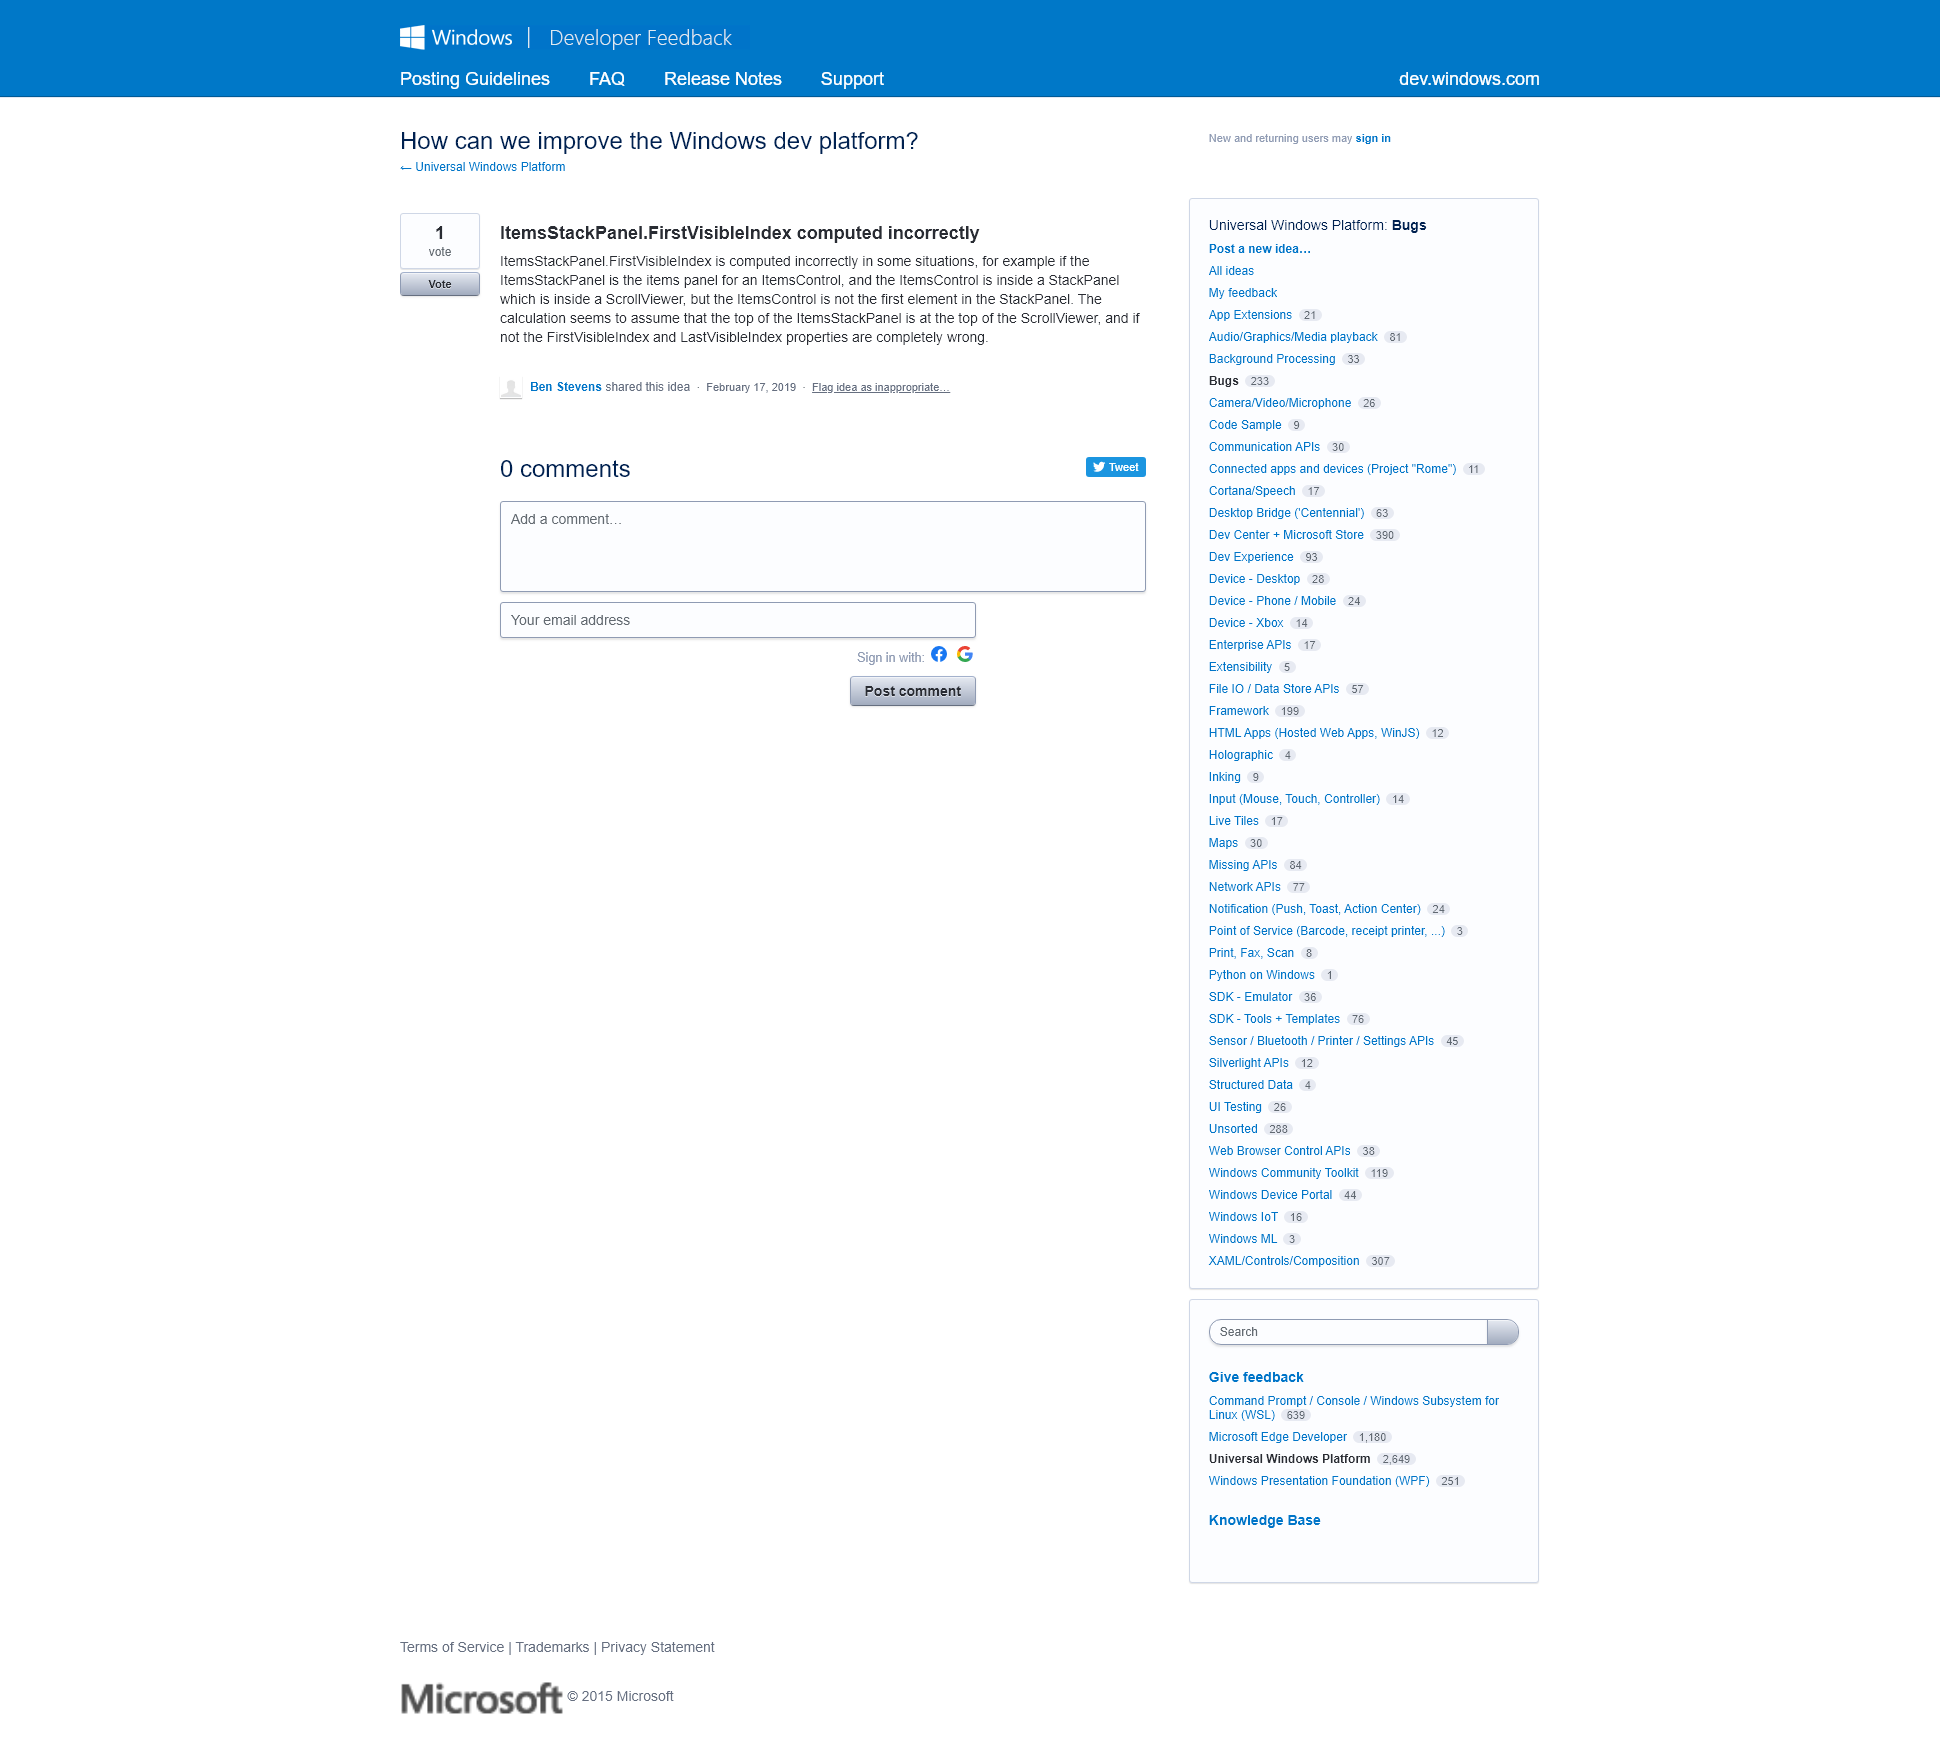 Windows | Developer Feedback
Posting Guidelines FAQ Release Notes Support dev.windows.com
How can we improve the Windows dev platform?
← Universal Windows Platform
New and returning users may sign in
1
vote
Vote
ItemsStackPanel.FirstVisibleIndex computed incorrectly
ItemsStackPanel.FirstVisibleIndex is computed incorrectly in some situations, for example if the
ItemsStackPanel is the items panel for an ItemsControl, and the ItemsControl is inside a StackPanel
which is inside a ScrollViewer, but the ItemsControl is not the first element in the StackPanel. The
calculation seems to assume that the top of the ItemsStackPanel is at the top of the ScrollViewer, and if
not the FirstVisibleIndex and LastVisibleIndex properties are completely wrong.
Ben Stevens shared this idea · February 17, 2019 · Flag idea as inappropriate…
0 comments
Tweet
Add a comment…
Your email address
Sign in with:
Post comment
Universal Windows Platform: Bugs
Post a new idea…
All ideas
My feedback
App Extensions 21
Audio/Graphics/Media playback 81
Background Processing 33
Bugs 233
Camera/Video/Microphone 26
Code Sample 9
Communication APIs 30
Connected apps and devices (Project "Rome") 11
Cortana/Speech 17
Desktop Bridge ('Centennial') 63
Dev Center + Microsoft Store 390
Dev Experience 93
Device - Desktop 28
Device - Phone / Mobile 24
Device - Xbox 14
Enterprise APIs 17
Extensibility 5
File IO / Data Store APIs 57
Framework 199
HTML Apps (Hosted Web Apps, WinJS) 12
Holographic 4
Inking 9
Input (Mouse, Touch, Controller) 14
Live Tiles 17
Maps 30
Missing APIs 84
Network APIs 77
Notification (Push, Toast, Action Center) 24
Point of Service (Barcode, receipt printer, ...) 3
Print, Fax, Scan 8
Python on Windows 1
SDK - Emulator 36
SDK - Tools + Templates 76
Sensor / Bluetooth / Printer / Settings APIs 45
Silverlight APIs 12
Structured Data 4
UI Testing 26
Unsorted 288
Web Browser Control APIs 38
Windows Community Toolkit 119
Windows Device Portal 44
Windows IoT 16
Windows ML 3
XAML/Controls/Composition 307
Search
Give feedback
Command Prompt / Console / Windows Subsystem for
Linux (WSL) 639
Microsoft Edge Developer 1,180
Universal Windows Platform 2,649
Windows Presentation Foundation (WPF) 251
Knowledge Base
Terms of Service | Trademarks | Privacy Statement
Microsoft © 2015 Microsoft